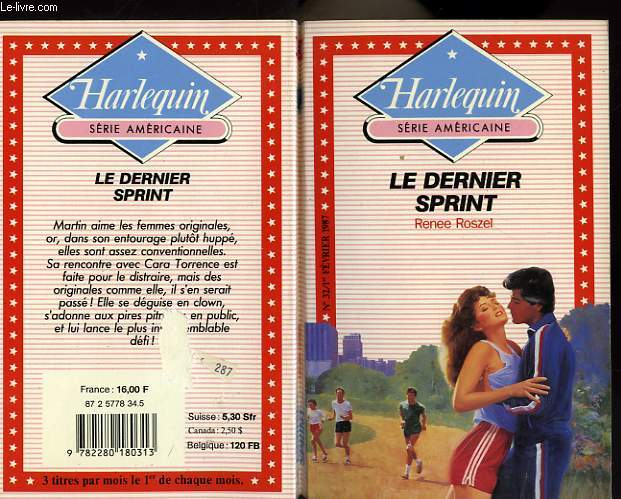 Le-livre.com
Harlequin
SÉRIE AMÉRICAINE
LE DERNIER
SPRINT
Martin aime les femmes originales,
or, dans son entourage plutôt huppé,
elles sont assez conventionnelles.
Sa rencontre avec Cara Torrence est
faite pour le distraire, mais des
originales comme elle, il s'en serait
passé ! Elle se déguise en clown,
s'adonne aux pires en public,
et lui lance le plus
défi !
287
France : 16,00 F
87 2 5778 34.5
9 782280 180313
Suisse : 5,30 Sfr
Canada : 2,50 $
Belgique : 120 FB
3 titres par mois le 1er de chaque mois.
Harlequin
SÉRIE AMÉRICAINE
LE DERNIER
SPRINT
Renee Roszel
N° 32/1er FÉVRIER 1987